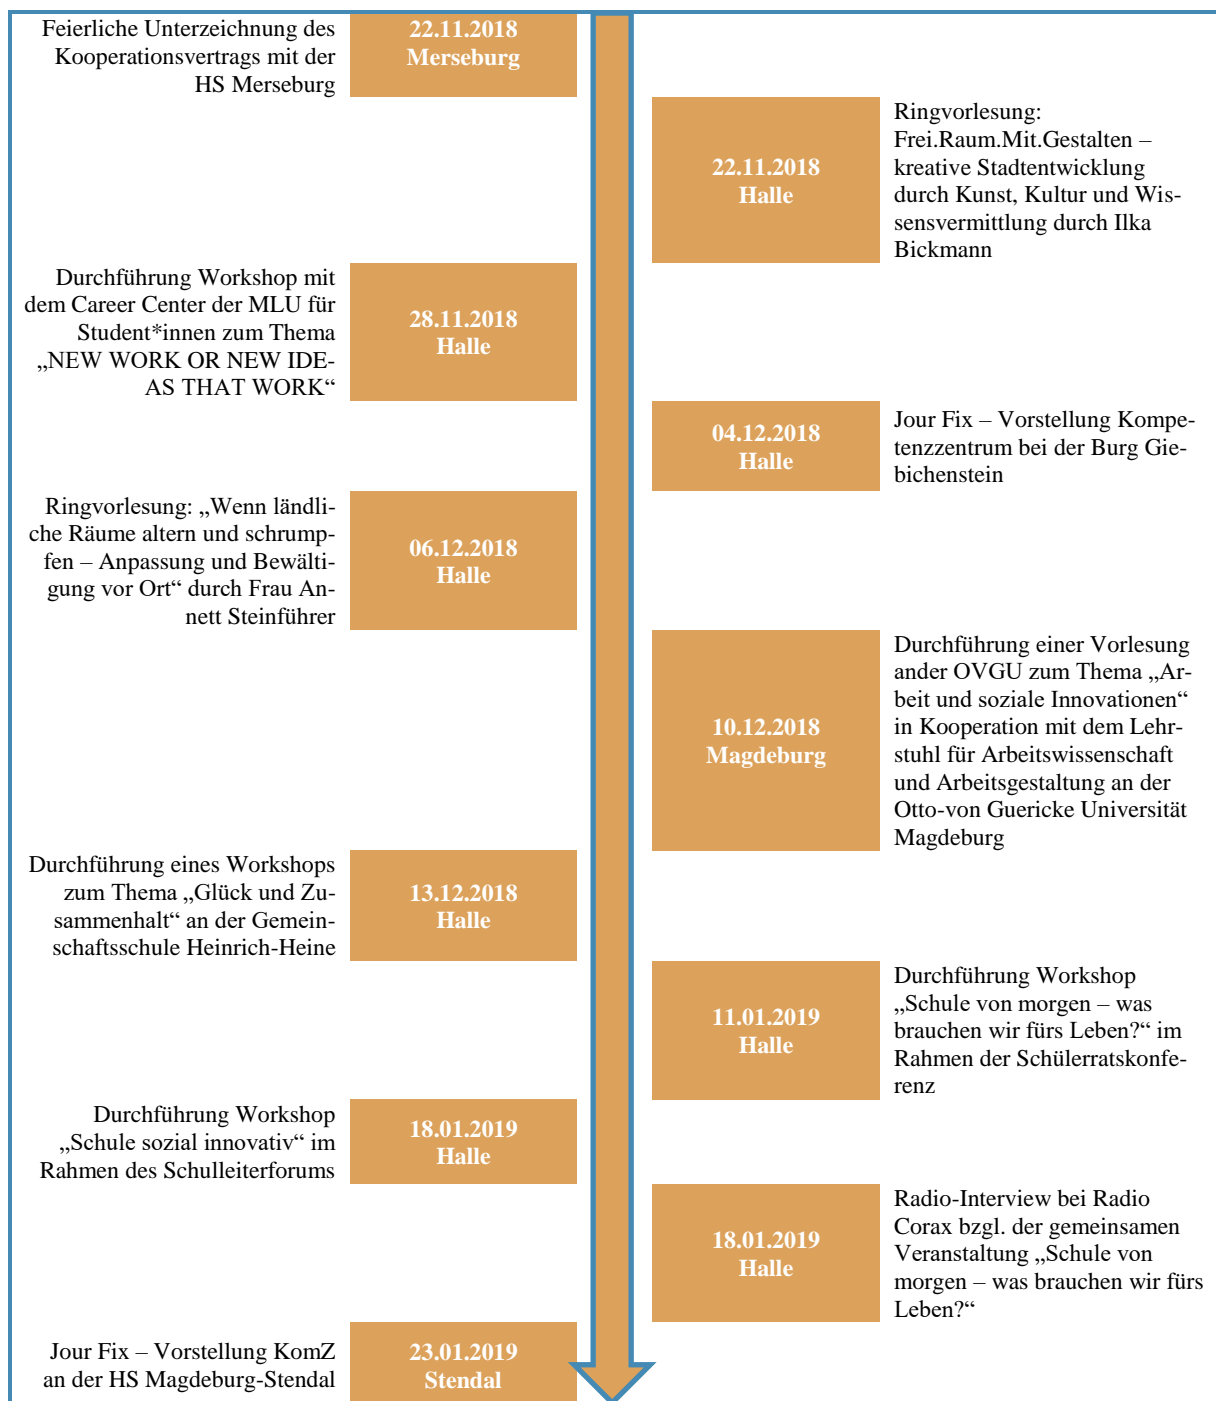 Feierliche Unterzeichnung des
Kooperationsvertrags mit der
HS Merseburg
22.11.2018
Merseburg
22.11.2018
Halle
Ringvorlesung:
Frei.Raum.Mit.Gestalten –
kreative Stadtentwicklung
durch Kunst, Kultur und Wis-
sensvermittlung durch Ilka
Bickmann
Durchführung Workshop mit
dem Career Center der MLU für
Student*innen zum Thema
„NEW WORK OR NEW IDE-
AS THAT WORK“
28.11.2018
Halle
04.12.2018
Halle
Jour Fix – Vorstellung Kompe-
tenzzentrum bei der Burg Gie-
bichenstein
Ringvorlesung: „Wenn ländli-
che Räume altern und schrump-
fen – Anpassung und Bewälti-
gung vor Ort“ durch Frau An-
nett Steinführer
06.12.2018
Halle
10.12.2018
Magdeburg
Durchführung einer Vorlesung
ander OVGU zum Thema „Ar-
beit und soziale Innovationen“
in Kooperation mit dem Lehr-
stuhl für Arbeitswissenschaft
und Arbeitsgestaltung an der
Otto-von Guericke Universität
Magdeburg
Durchführung eines Workshops
zum Thema „Glück und Zu-
sammenhalt“ an der Gemein-
schaftsschule Heinrich-Heine
13.12.2018
Halle
11.01.2019
Halle
Durchführung Workshop
„Schule von morgen – was
brauchen wir fürs Leben?“ im
Rahmen der Schülerratskonfe-
renz
Durchführung Workshop
„Schule sozial innovativ“ im
Rahmen des Schulleiterforums
18.01.2019
Halle
18.01.2019
Halle
Radio-Interview bei Radio
Corax bzgl. der gemeinsamen
Veranstaltung „Schule von
morgen – was brauchen wir fürs
Leben?“
Jour Fix – Vorstellung KomZ
an der HS Magdeburg-Stendal
23.01.2019
Stendal